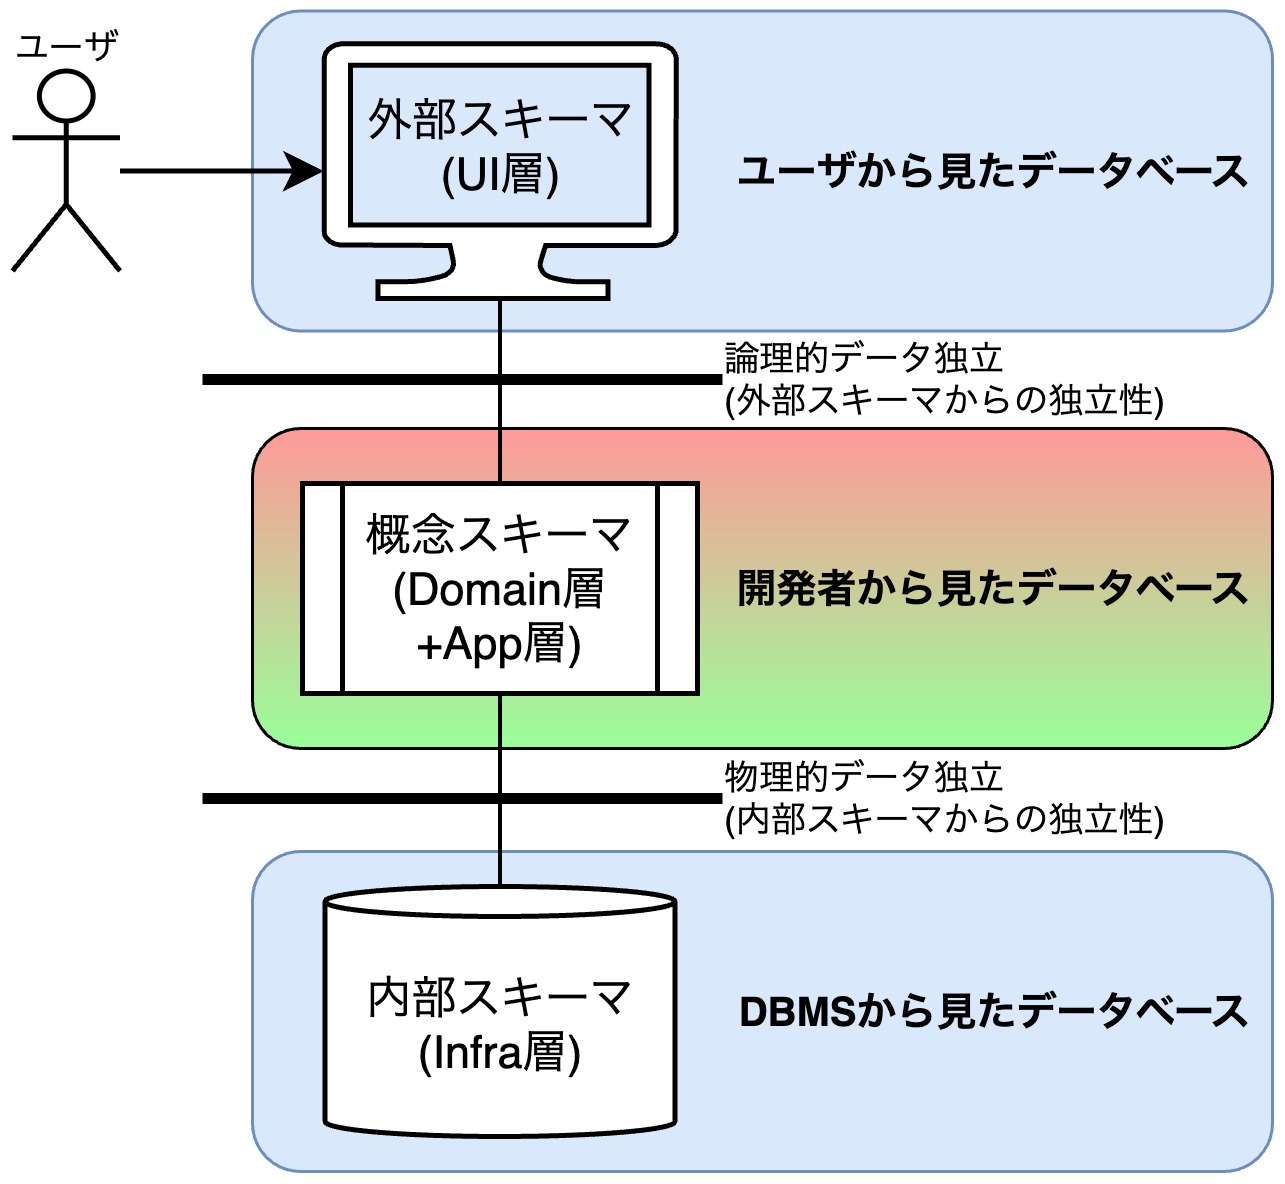 ユーザ
外部スキーマ
(UI層)
ユーザから見たデータベース
論理的データ独立
(外部スキーマからの独立性)
概念スキーマ
(Domain層
+App層)
開発者から見たデータベース
物理的データ独立
(内部スキーマからの独立性)
内部スキーマ
(Infra層)
DBMSから見たデータベース